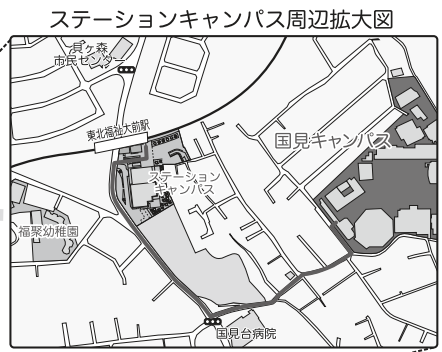 ステーションキャンパス周辺拡大図
貝ヶ森
市民センター
東北福祉大前駅
国見キャンパス
ステーション
キャンパス
福聚幼稚園
国見台病院